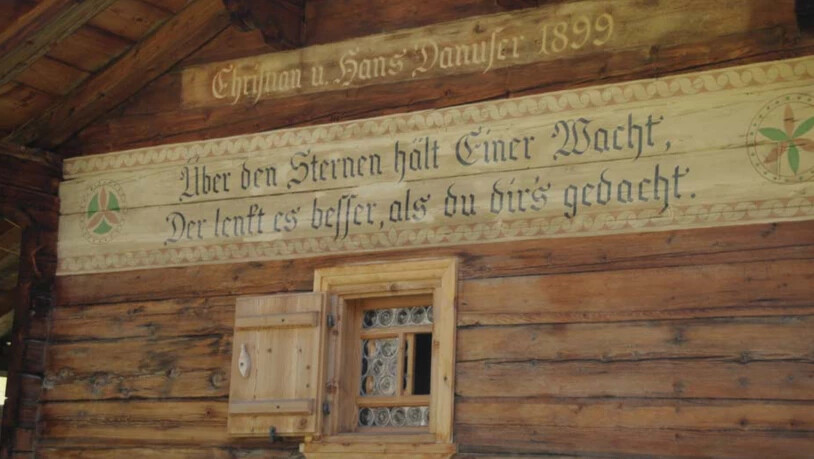 Christian u. Hans Danuser 1899
Über den Sternen hält Einer Wacht,
Der lenkt es besser, als du dir's gedacht.